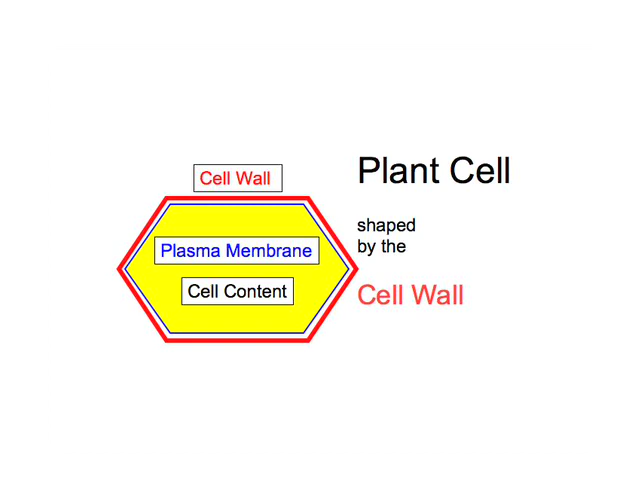 Cell Wall
Plasma Membrane
Cell Content
Plant Cell
shaped
by the
Cell Wall